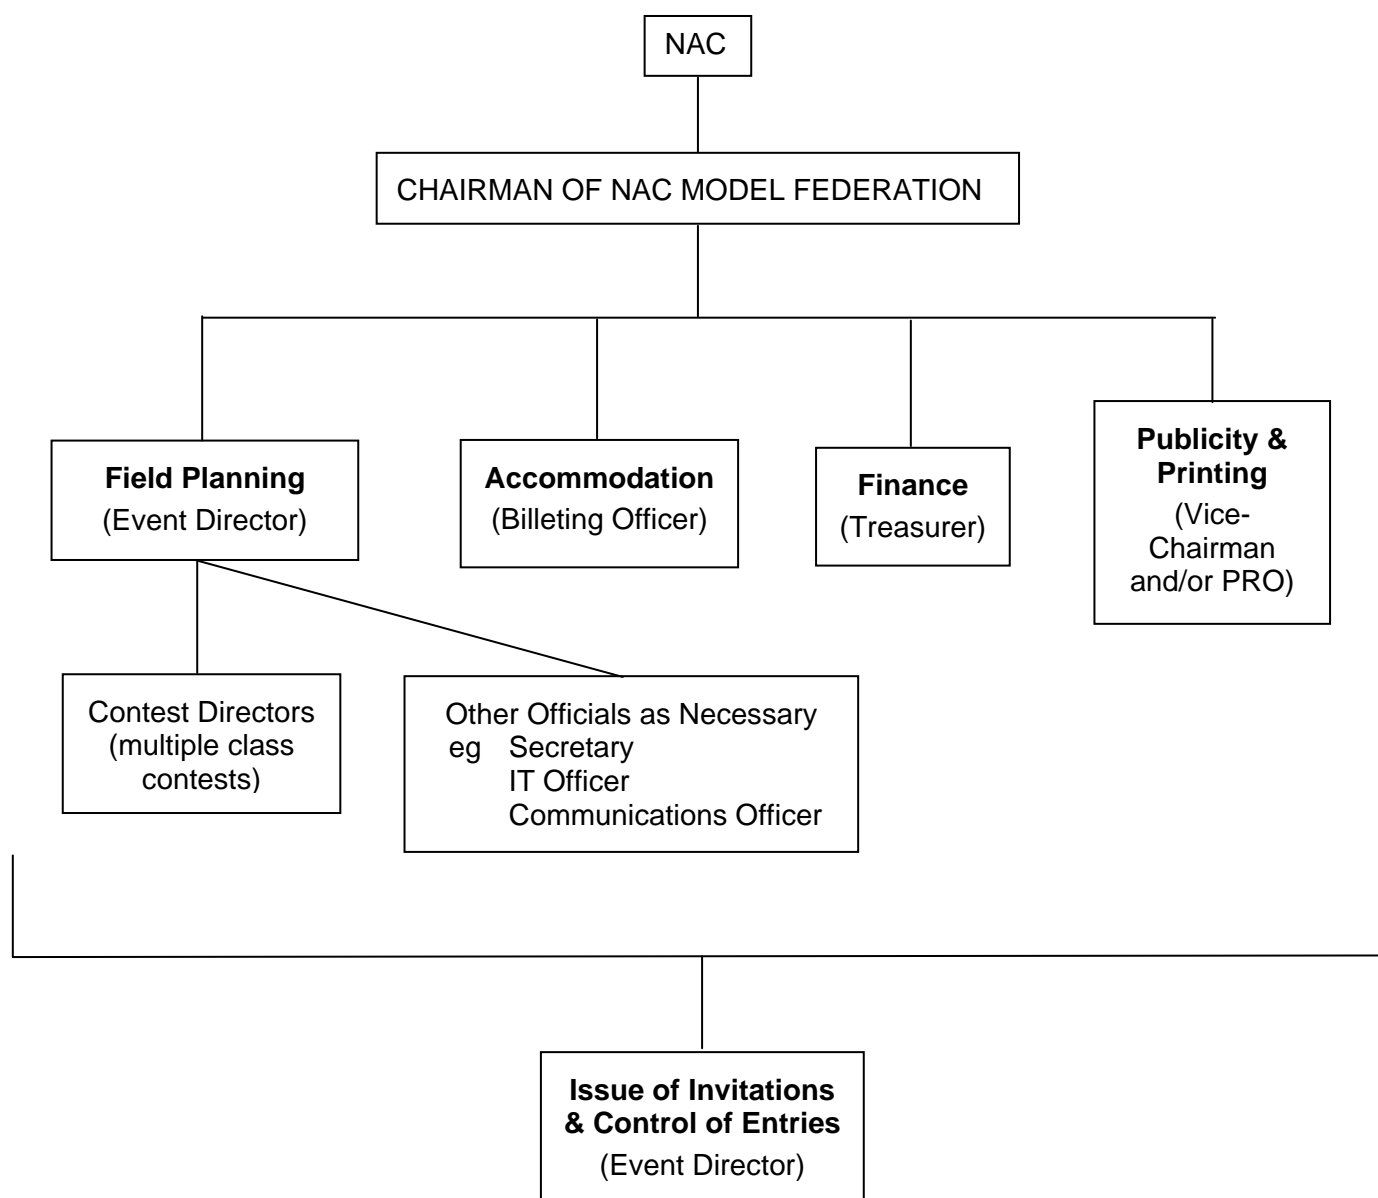 NAC
CHAIRMAN OF NAC MODEL FEDERATION
Field Planning
(Event Director)
Accommodation
(Billeting Officer)
Finance
(Treasurer)
Publicity &
Printing
(Vice-
Chairman
and/or PRO)
Contest Directors
(multiple class
contests)
Other Officials as Necessary
eg Secretary
IT Officer
Communications Officer
Issue of Invitations
& Control of Entries
(Event Director)